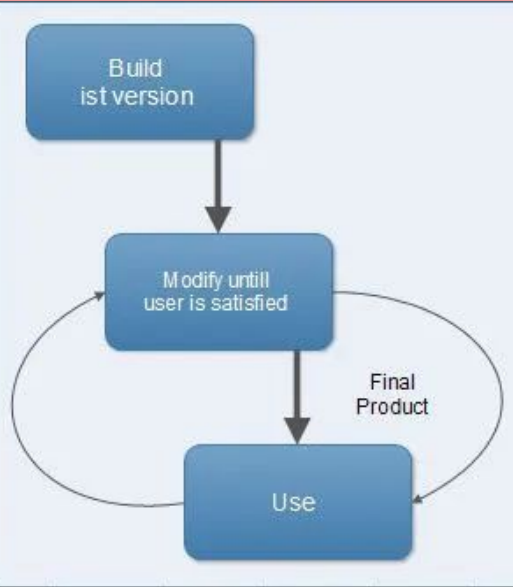 Build
ist version
Modify untill
user is satisfied
Final
Product
Use